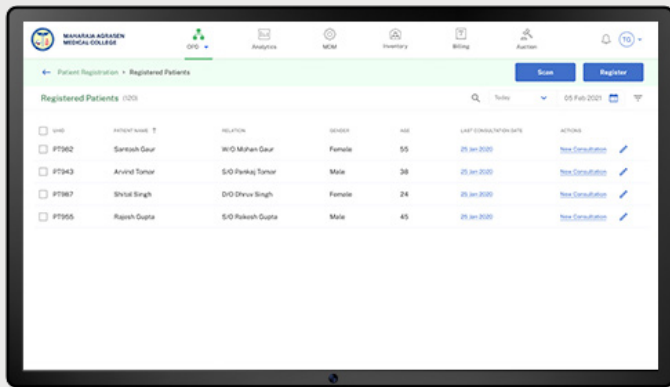 MAHARAJA AGRASEN
MEDICAL COLLEGE
OPD Analytics MDM Inventory Billing Auction TG
Patient Registration Registered Patients Scan Register
Registered Patients (120) Today 05 Feb 2021
UHID PATIENT NAME RELATION GENDER AGE LAST CONSULTATION DATE ACTIONS
PT982 Santosh Gaur W/O Mohan Gaur Female 55 25 Jan 2020 New Consultation
PT943 Arvind Tomar S/O Pankaj Tomar Male 38 25 Jan 2020 New Consultation
PT967 Shital Singh D/O Dhruv Singh Female 24 25 Jan 2020 New Consultation
PT955 Rajesh Gupta S/O Rakesh Gupta Male 45 25 Jan 2020 New Consultation